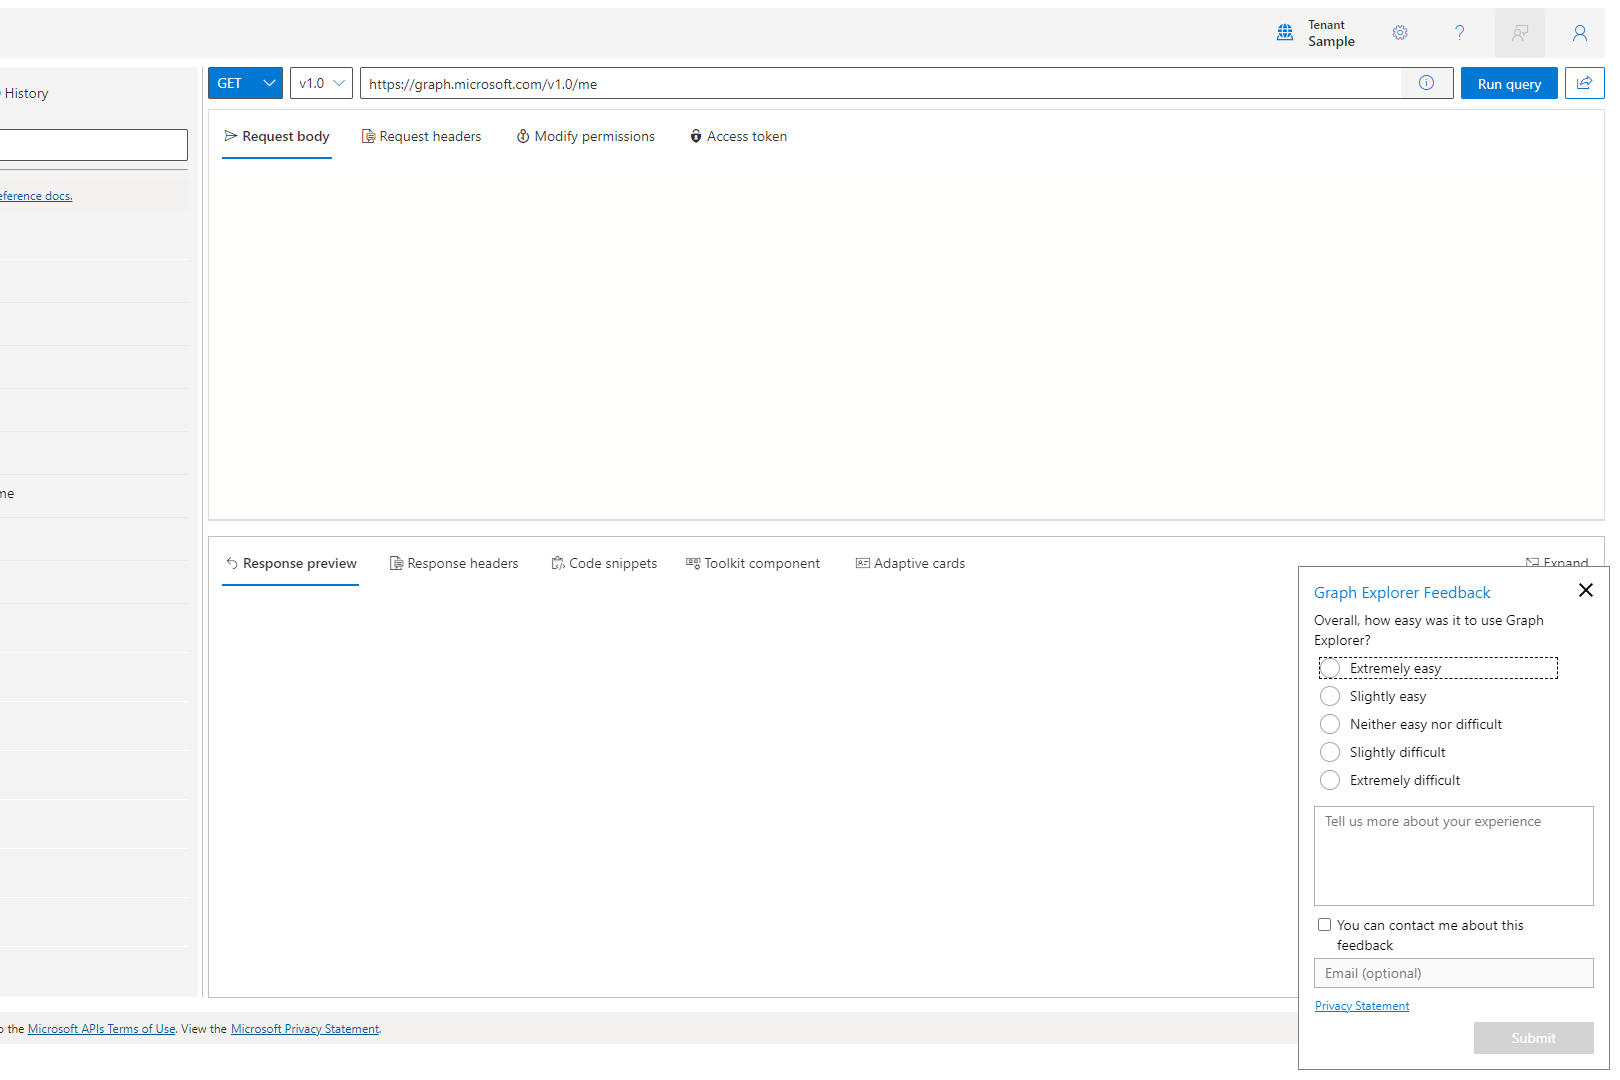 Tenant
Sample
?
History
GET
v1.0
https://graph.microsoft.com/v1.0/me
Run query
Request body
Request headers
Modify permissions
Access token
eference docs.
me
Response preview
Response headers
Code snippets
Toolkit component
Adaptive cards
Expand
Graph Explorer Feedback
Overall, how easy was it to use Graph
Explorer?
Extremely easy
Slightly easy
Neither easy nor difficult
Slightly difficult
Extremely difficult
Tell us more about your experience
You can contact me about this
feedback
Email (optional)
Privacy Statement
Submit
o the Microsoft APIs Terms of Use. View the Microsoft Privacy Statement.